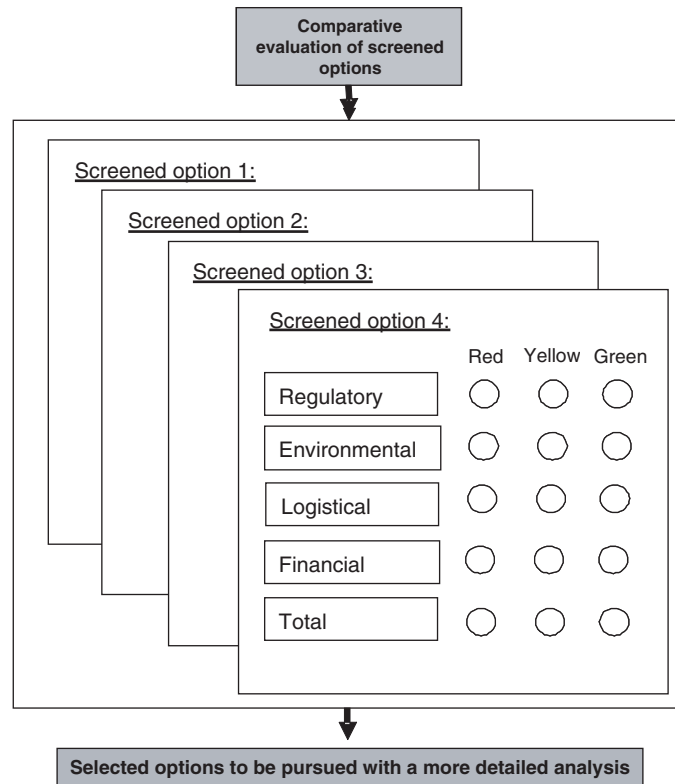 Comparative
evaluation of screened
options
Screened option 1:
Screened option 2:
Screened option 3:
Screened option 4:
Red Yellow Green
Regulatory
Environmental
Logistical
Financial
Total
Selected options to be pursued with a more detailed analysis